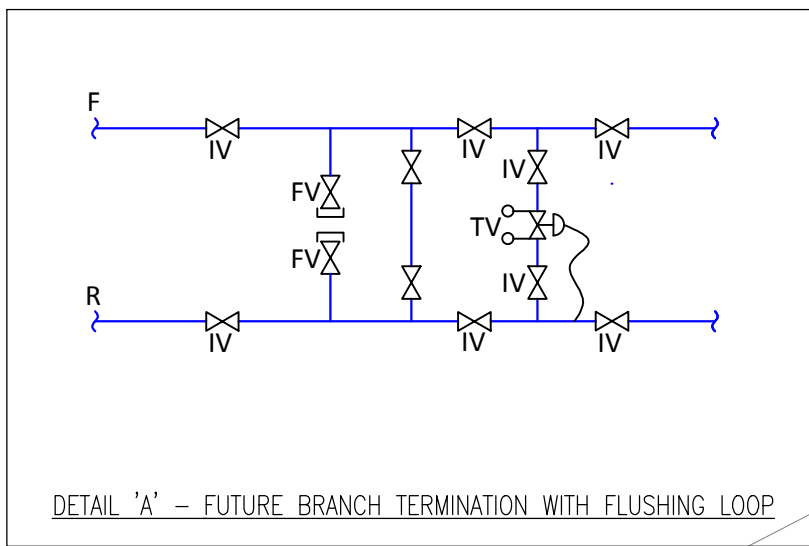 F
IV
IV
IV
IV
FV
TV
FV
IV
R
IV
IV
IV
DETAIL 'A' – FUTURE BRANCH TERMINATION WITH FLUSHING LOOP